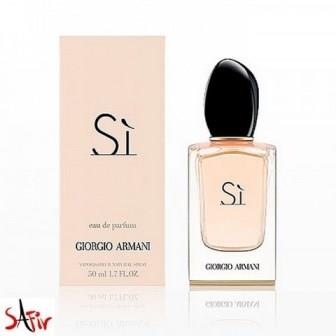 Sì
eau de parfum
GIORGIO ARMANI
50 ml 1.7 FL.OZ.
Sì
GIORGIO ARMANI
SAfir